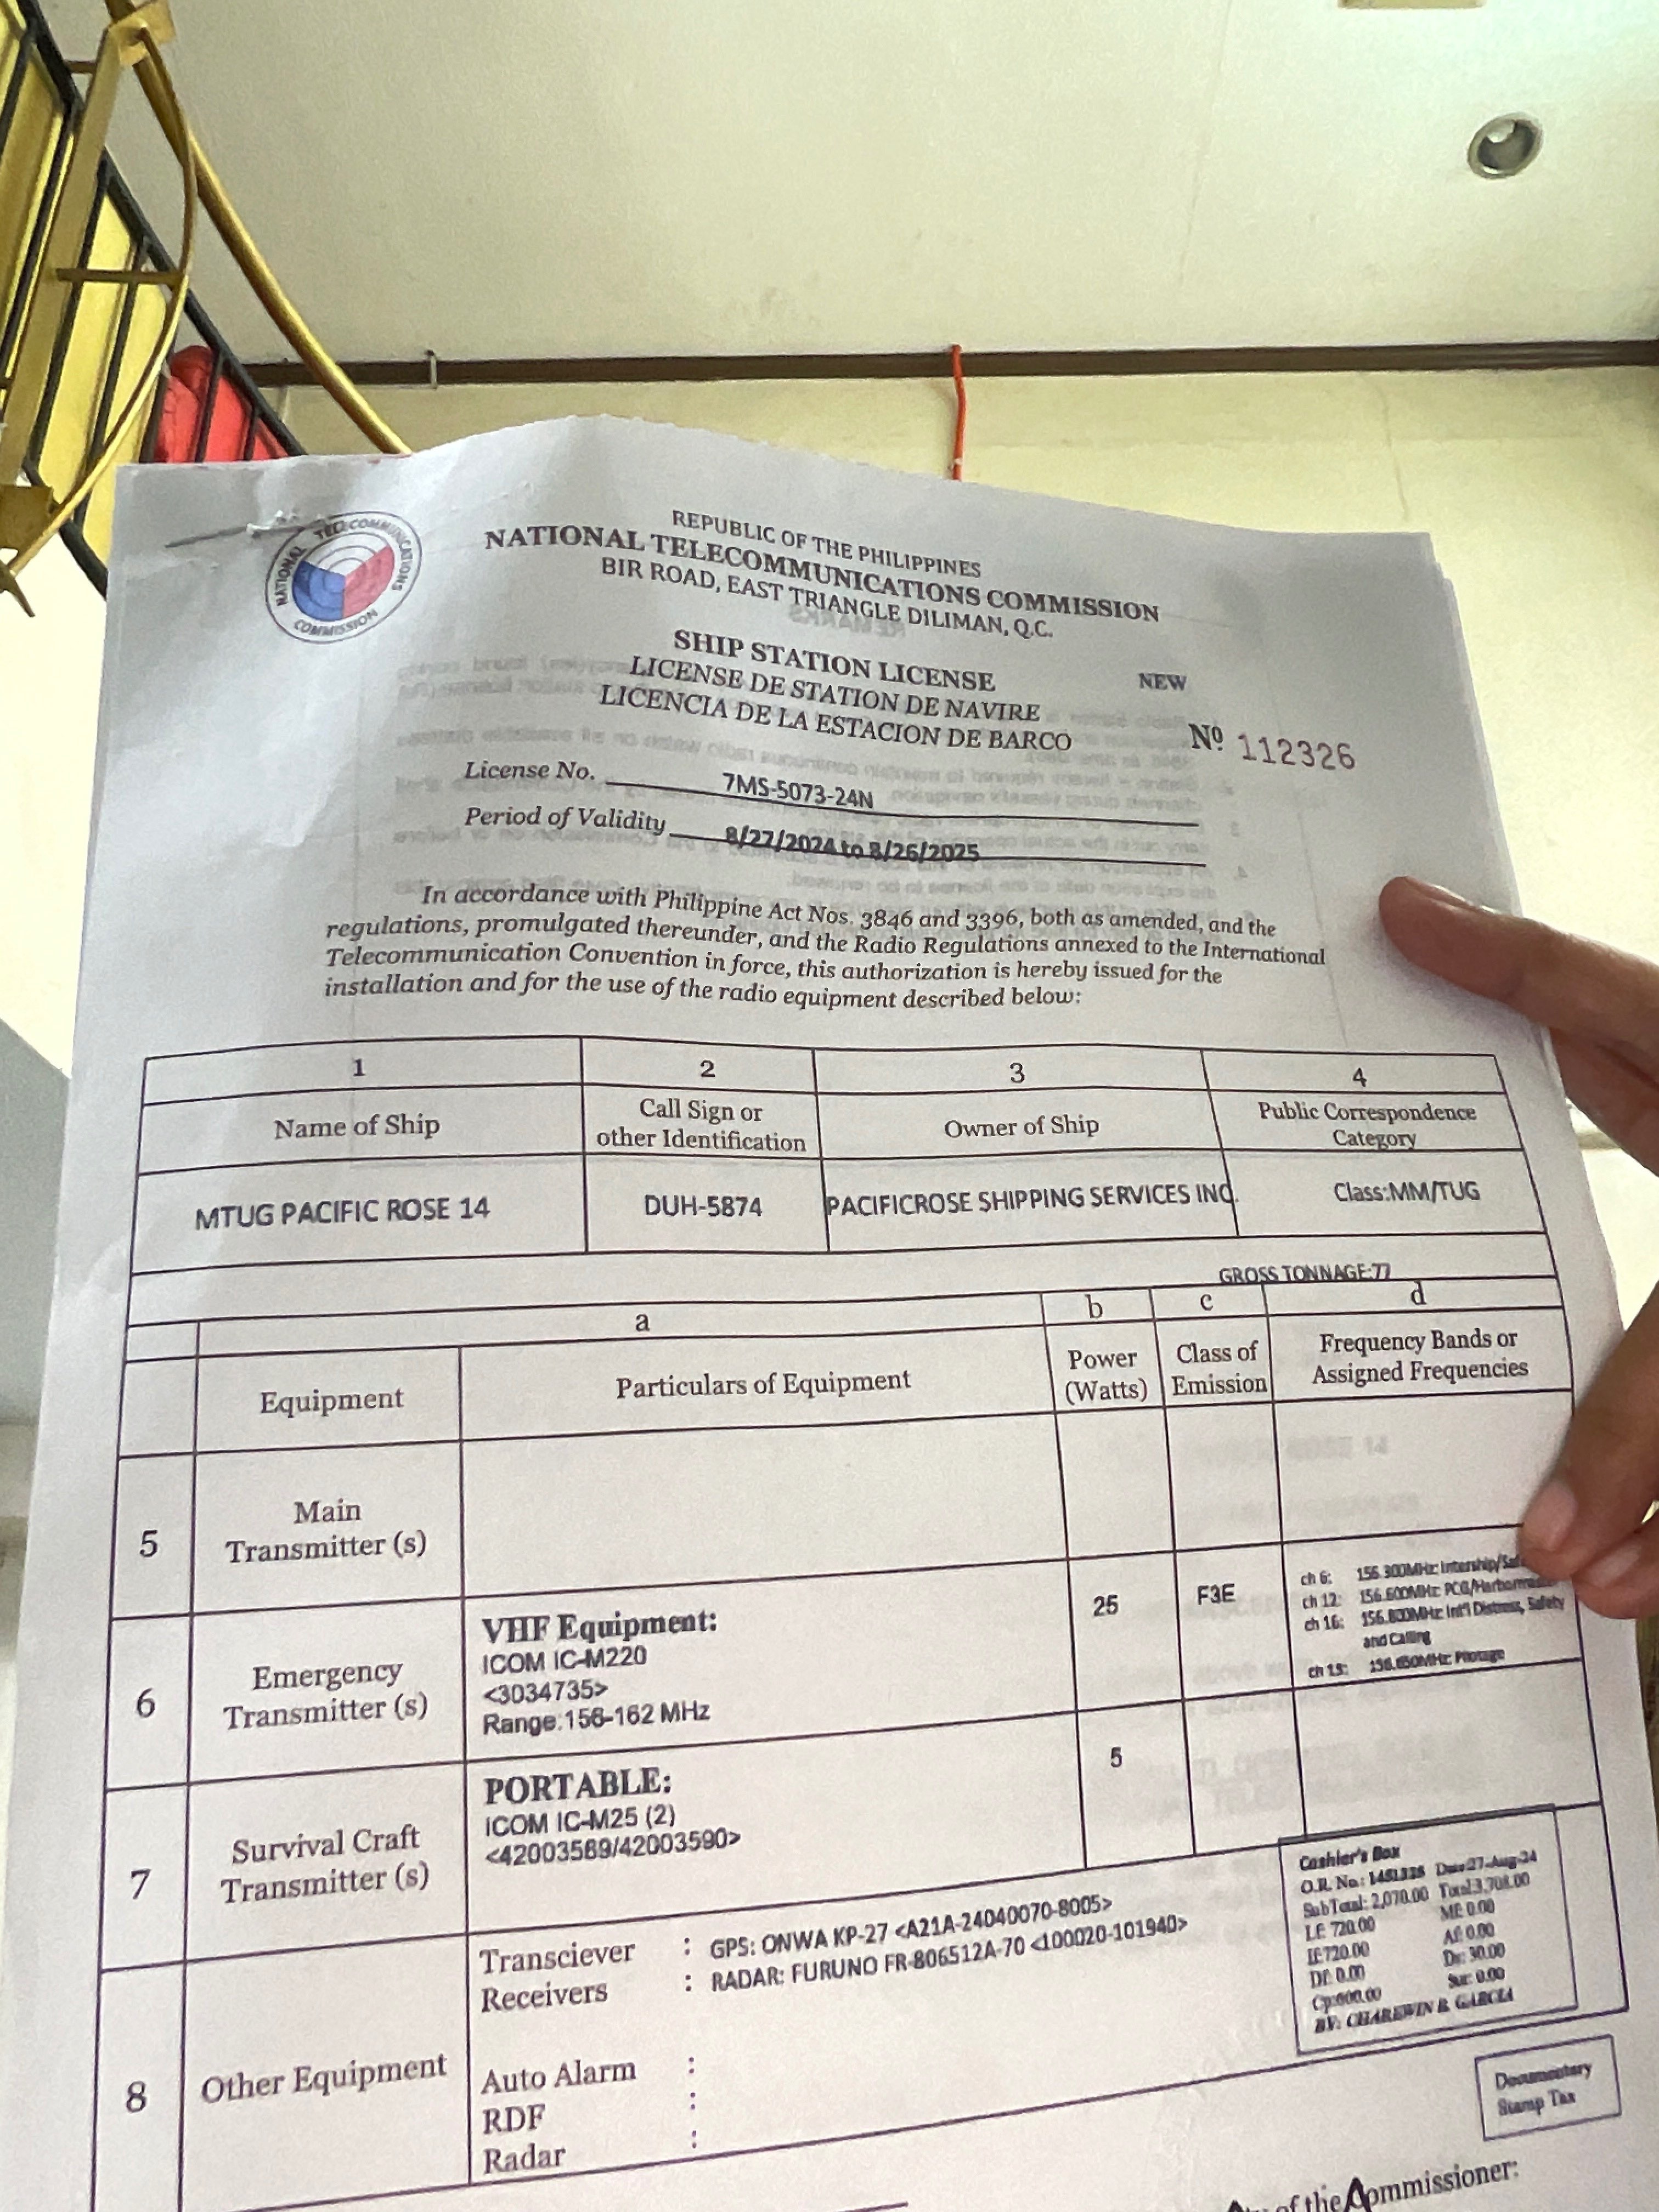 NATIONAL TELECOMMUNICATIONS COMMISSION
REPUBLIC OF THE PHILIPPINES
NATIONAL TELECOMMUNICATIONS COMMISSION
BIR ROAD, EAST TRIANGLE DILIMAN, Q.C.
SHIP STATION LICENSE
NEW
LICENSE DE STATION DE NAVIRE
LICENCIA DE LA ESTACION DE BARCO
Nº 112326
License No. 7MS-5073-24N
Period of Validity 8/27/2024 to 8/26/2025
In accordance with Philippine Act Nos. 3846 and 3396, both as amended, and the
regulations, promulgated thereunder, and the Radio Regulations annexed to the International
Telecommunication Convention in force, this authorization is hereby issued for the
installation and for the use of the radio equipment described below:
1 2 3 4
Name of Ship
Call Sign or
other Identification
Owner of Ship
Public Correspondence
Category
MTUG PACIFIC ROSE 14
DUH-5874
PACIFICROSE SHIPPING SERVICES INC.
Class:MM/TUG
GROSS TONNAGE:77
a b c d
Equipment
Particulars of Equipment
Power
(Watts)
Class of
Emission
Frequency Bands or
Assigned Frequencies
5
Main
Transmitter (s)
6
Emergency
Transmitter (s)
VHF Equipment:
ICOM IC-M220
<3034735>
Range:156-162 MHz
25
F3E
ch 6: 156.300MHz: Intership/
ch 12: 156.600MHz: PCG/
ch 16: 156.800MHz: Int'l Distress, Safety
and Calling
156.650MHz: Pilotage
7
Survival Craft
Transmitter (s)
PORTABLE:
ICOM IC-M25 (2)
<42003589/42003590>
5
8
Other Equipment
Transciever : GPS: ONWA KP-27 <A21A-24040070-8005>
Receivers : RADAR: FURUNO FR-806512A-70 <100020-101940>
Auto Alarm :
RDF :
Radar :
Cashier's Box
O.R. No.: Date:27-Aug-24
SubTotal: 2,070.00 Total:3,708.00
LF: 720.00 MF: 0.00
IF:720.00 AF: 0.00
DF: 0.00 Ds: 30.00
Cp:600.00 Sur: 0.00
BY: CHAREWIN B. GARCIA
Documentary
Stamp Tax
of the Commissioner: